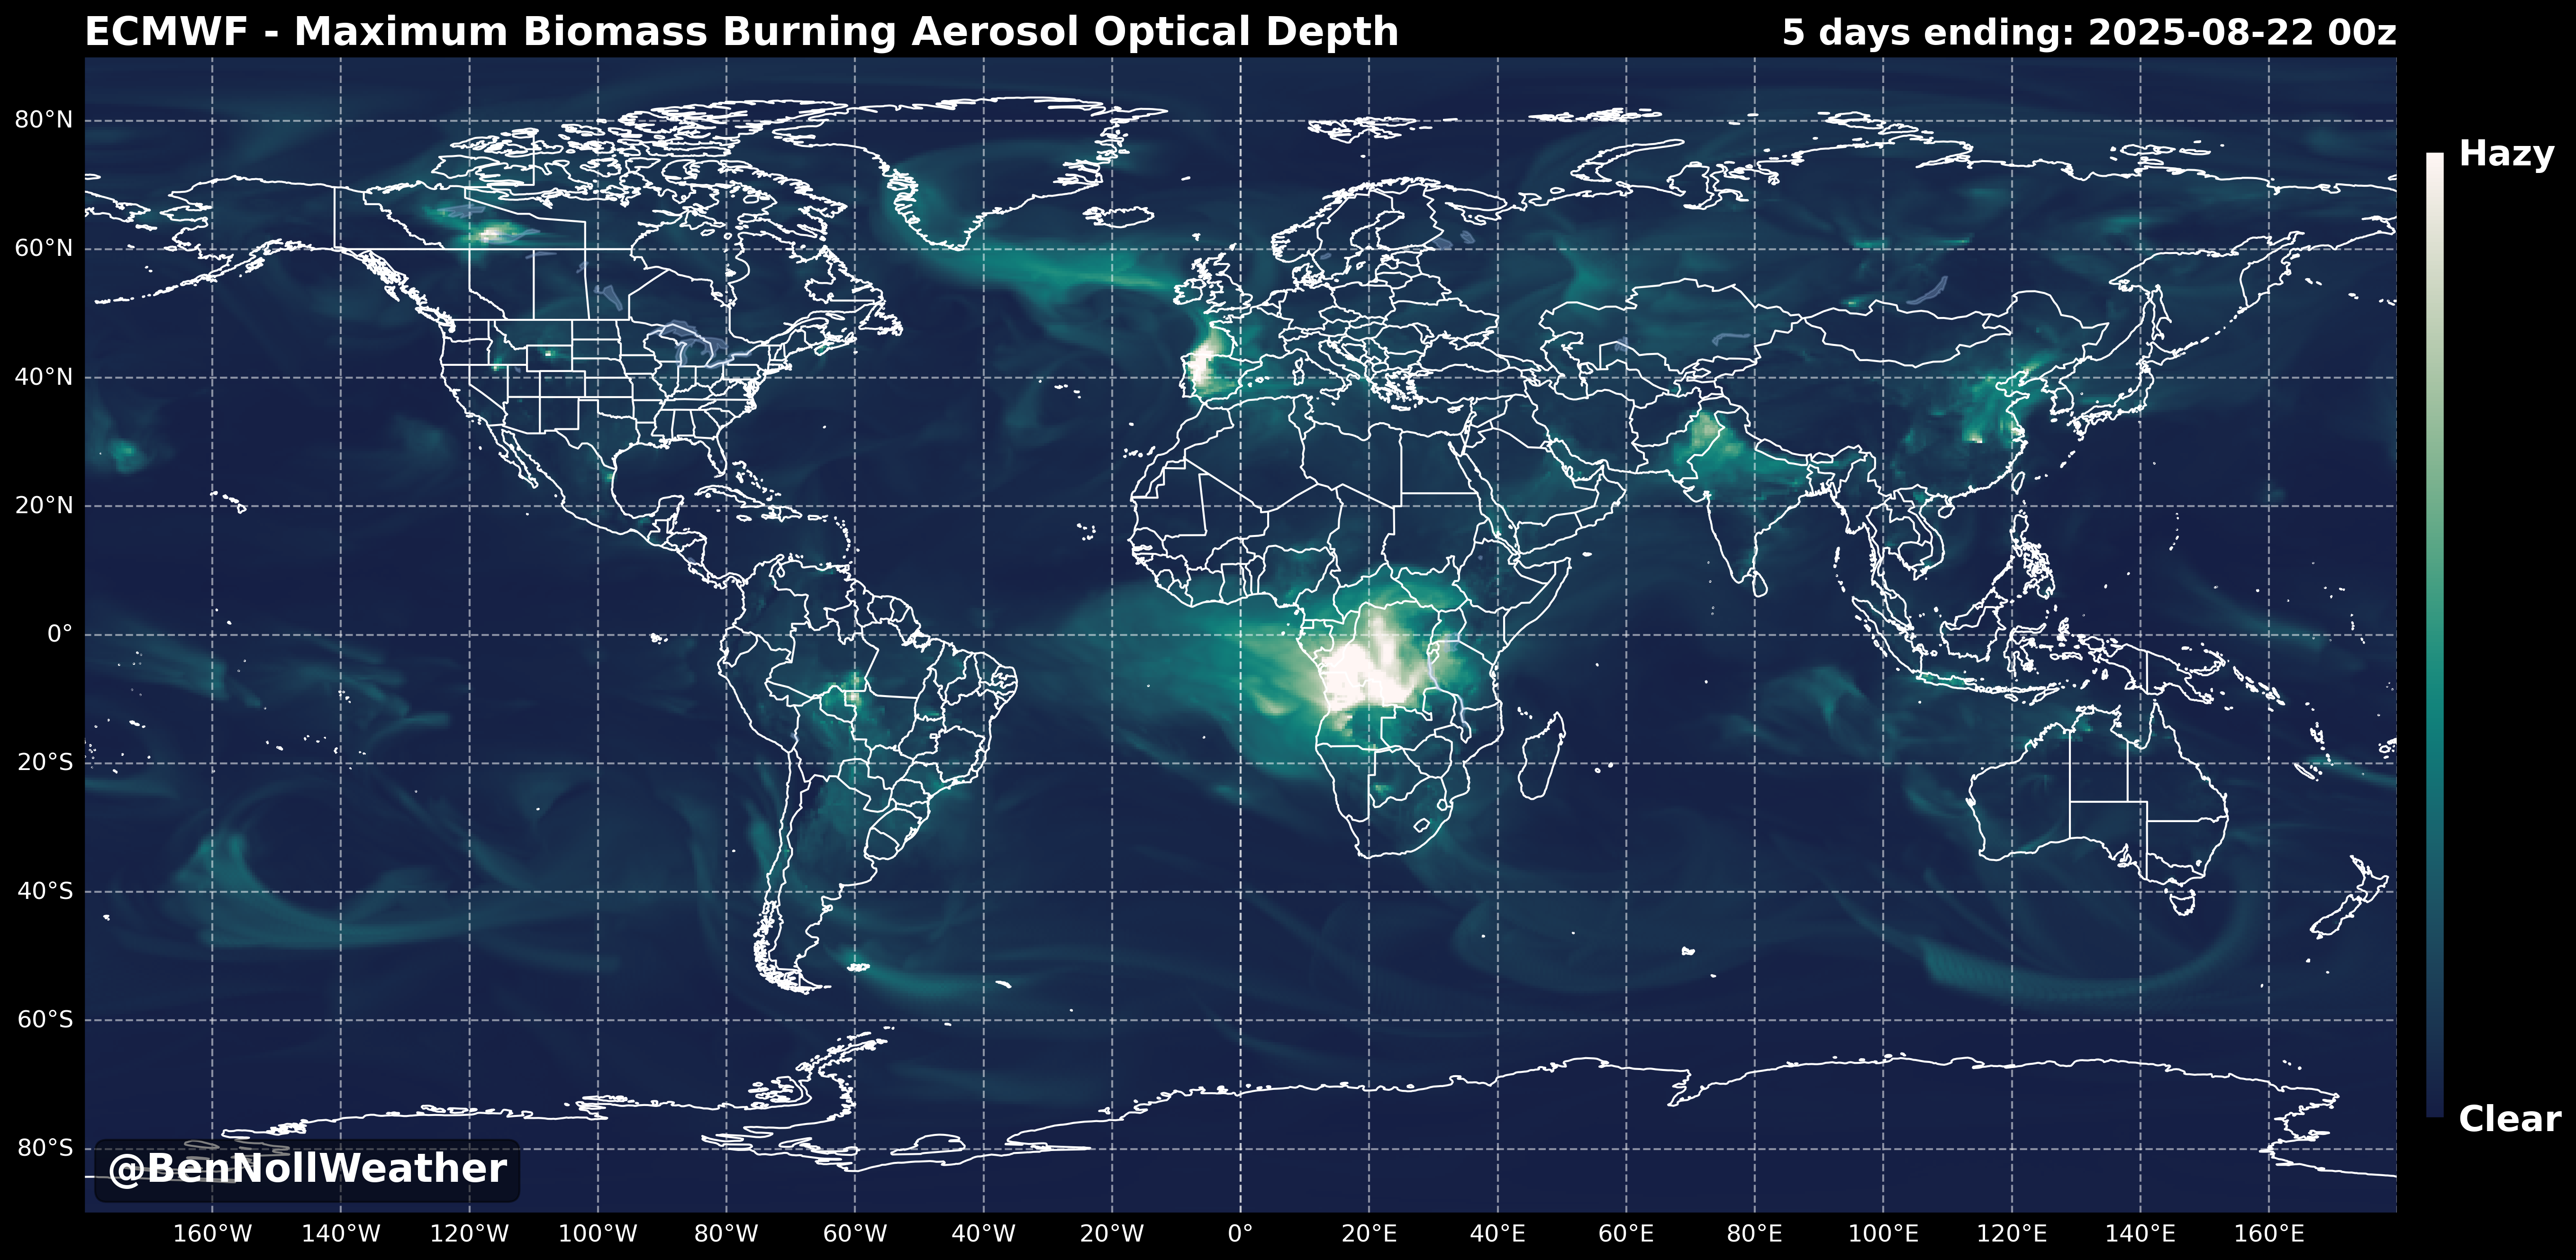 ECMWF - Maximum Biomass Burning Aerosol Optical Depth
5 days ending: 2025-08-22 00z
80°N
60°N
40°N
20°N
0°
20°S
40°S
60°S
80°S
Hazy
Clear
@BenNollWeather
160°W 140°W 120°W 100°W 80°W 60°W 40°W 20°W 0° 20°E 40°E 60°E 80°E 100°E 120°E 140°E 160°E